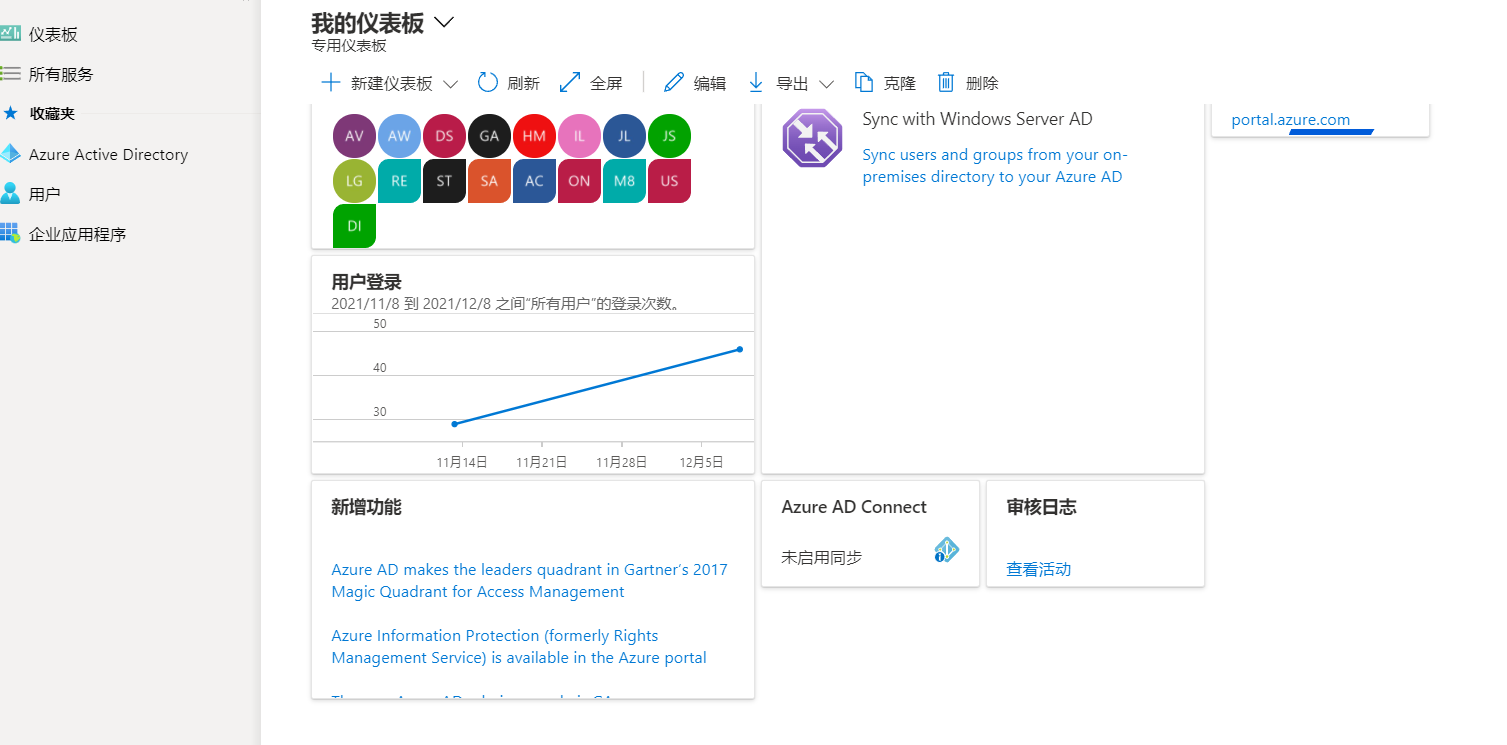 仪表板
所有服务
收藏夹
Azure Active Directory
用户
企业应用程序
我的仪表板
专用仪表板
新建仪表板
刷新
全屏
编辑
导出
克隆
删除
AV AW DS GA HM IL JL JS
LG RE ST SA AC ON M8 US
DI
Sync with Windows Server AD
Sync users and groups from your on-
premises directory to your Azure AD
portal.azure.com
用户登录
2021/11/8 到 2021/12/8 之间“所有用户”的登录次数。
50
40
30
11月14日 11月21日 11月28日 12月5日
新增功能
Azure AD makes the leaders quadrant in Gartner’s 2017
Magic Quadrant for Access Management
Azure Information Protection (formerly Rights
Management Service) is available in the Azure portal
Azure AD Connect
未启用同步
审核日志
查看活动